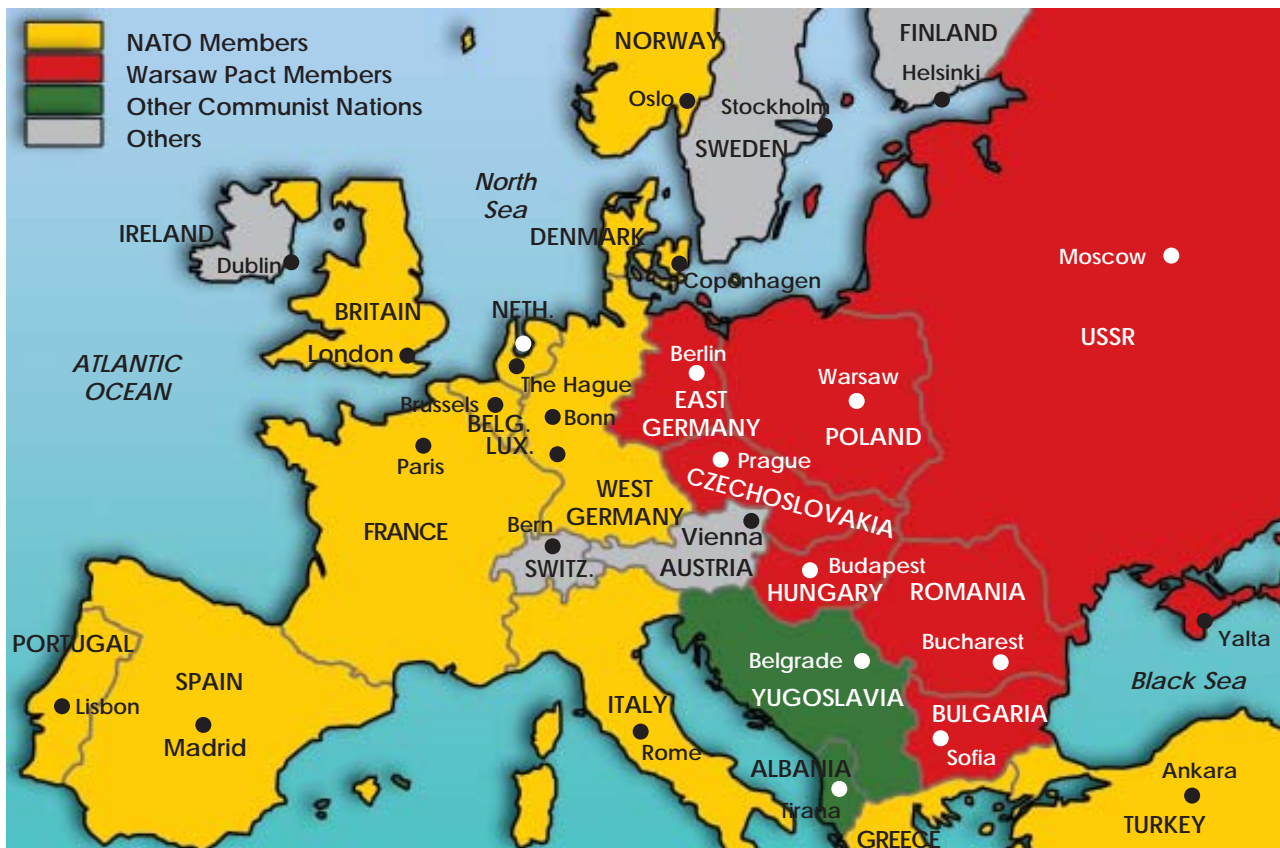 NATO Members
Warsaw Pact Members
Other Communist Nations
Others
NORWAY
Oslo
FINLAND
Helsinki
Stockholm
SWEDEN
North
Sea
IRELAND
Dublin
DENMARK
Copenhagen
Moscow
USSR
BRITAIN
London
NETH.
The Hague
ATLANTIC
OCEAN
Berlin
EAST
GERMANY
Warsaw
POLAND
Brussels
BELG.
LUX.
Bonn
Paris
Prague
CZECHOSLOVAKIA
WEST
GERMANY
FRANCE
Bern
SWITZ.
Vienna
AUSTRIA
Budapest
HUNGARY
ROMANIA
Bucharest
Yalta
Black Sea
PORTUGAL
Lisbon
SPAIN
Madrid
ITALY
Rome
Belgrade
YUGOSLAVIA
BULGARIA
Sofia
ALBANIA
Tirana
GREECE
Ankara
TURKEY